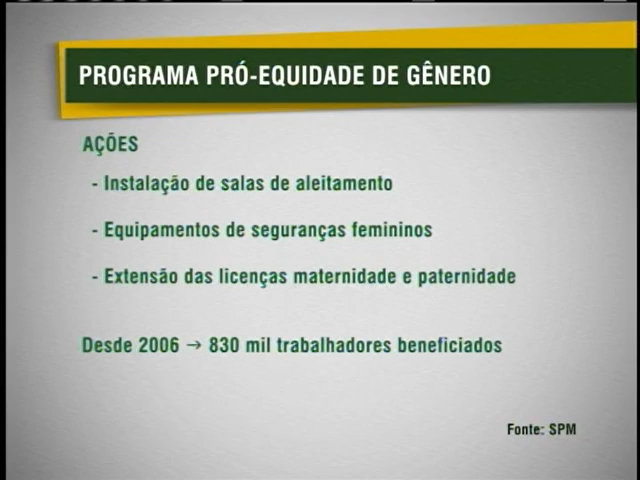 PROGRAMA PRÓ-EQUIDADE DE GÊNERO
AÇÕES
- Instalação de salas de aleitamento
- Equipamentos de seguranças femininos
- Extensão das licenças maternidade e paternidade
Desde 2006 → 830 mil trabalhadores beneficiados
Fonte: SPM